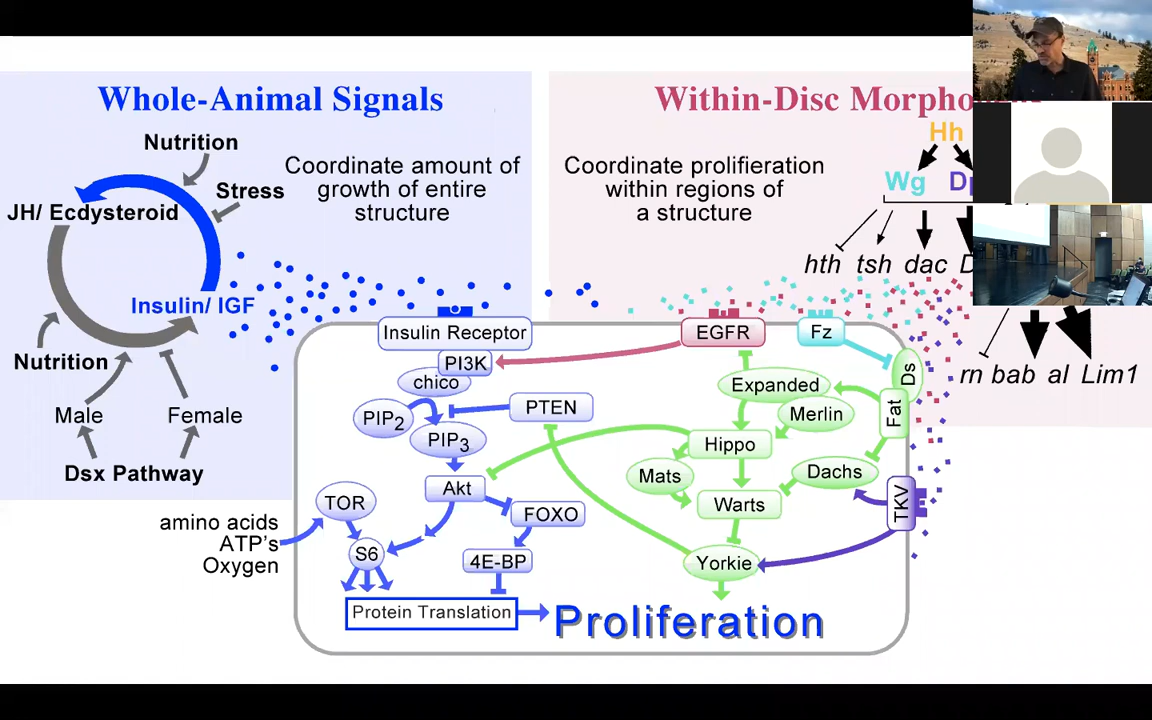 Whole-Animal Signals
Nutrition
Stress
JH/ Ecdysteroid
Insulin/ IGF
Nutrition
Male
Female
Dsx Pathway
Coordinate amount of
growth of entire
structure
Within-Disc
Coordinate prolifieration
within regions of
a structure
Hh
Wg
hth tsh dac
rn bab al Lim1
Insulin Receptor
PI3K
chico
PIP2
PIP3
PTEN
Akt
FOXO
TOR
S6
4E-BP
amino acids
ATP's
Oxygen
Protein Translation
Proliferation
EGFR
Fz
Ds
Fat
Expanded
Merlin
Hippo
Mats
Dachs
Warts
TKV
Yorkie